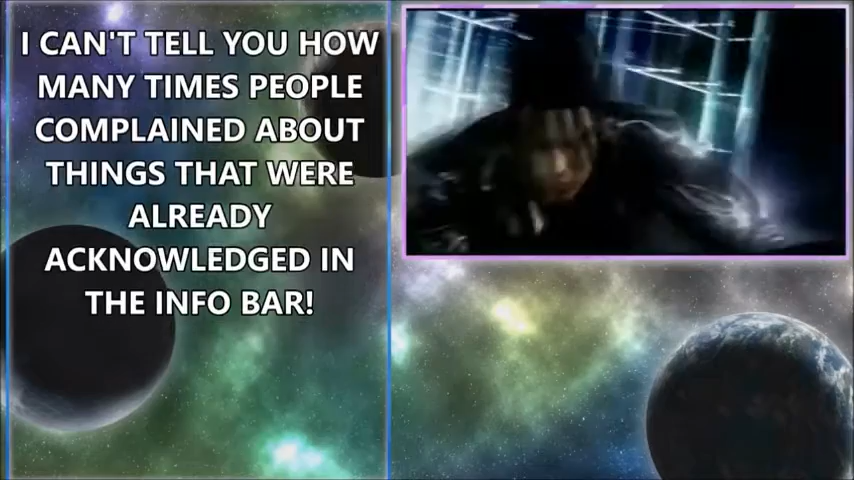 I CAN'T TELL YOU HOW
MANY TIMES PEOPLE
COMPLAINED ABOUT
THINGS THAT WERE
ALREADY
ACKNOWLEDGED IN
THE INFO BAR!